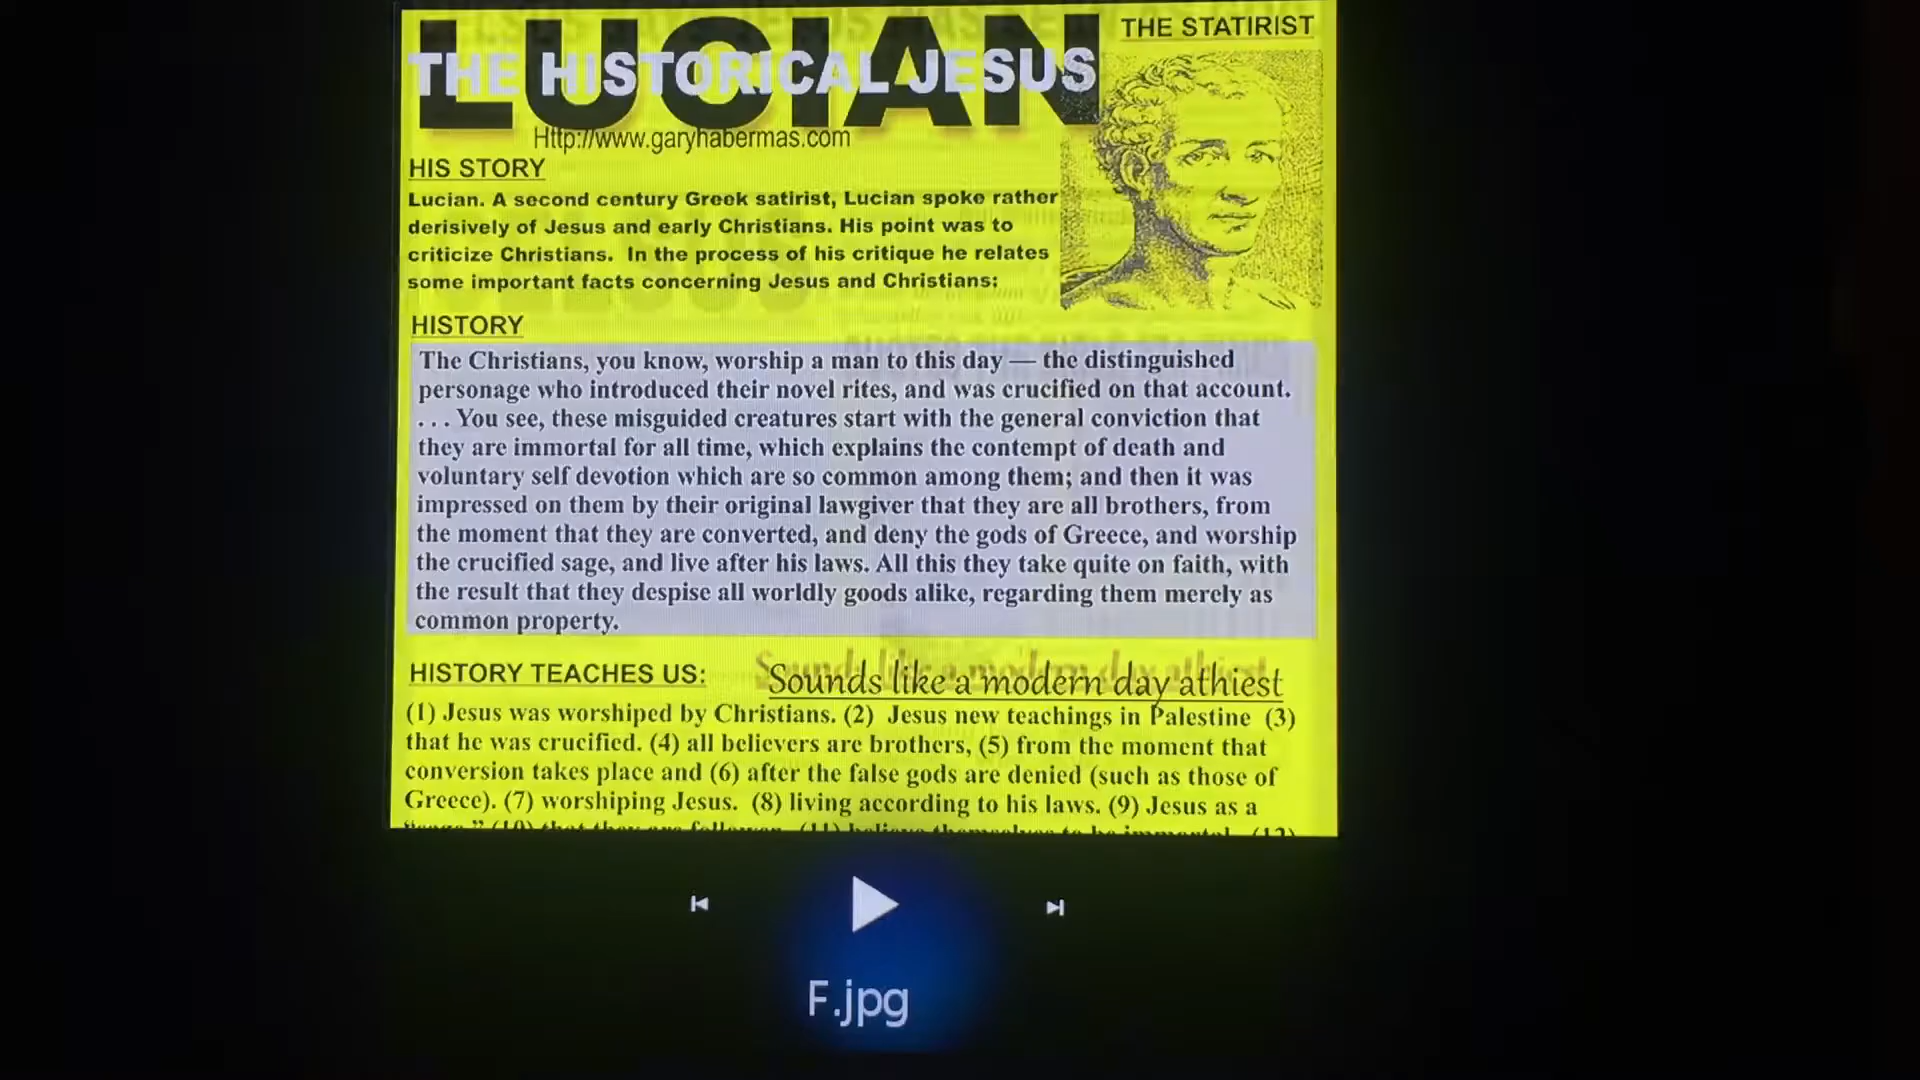 LUCIAN
THE STATIRIST
THE HISTORICAL JESUS
Http://www.garyhabermas.com
HIS STORY
Lucian. A second century Greek satirist, Lucian spoke rather
derisively of Jesus and early Christians. His point was to
criticize Christians. In the process of his critique he relates
some important facts concerning Jesus and Christians:
HISTORY
The Christians, you know, worship a man to this day — the distinguished
personage who introduced their novel rites, and was crucified on that account.
. . . You see, these misguided creatures start with the general conviction that
they are immortal for all time, which explains the contempt of death and
voluntary self devotion which are so common among them; and then it was
impressed on them by their original lawgiver that they are all brothers, from
the moment that they are converted, and deny the gods of Greece, and worship
the crucified sage, and live after his laws. All this they take quite on faith, with
the result that they despise all worldly goods alike, regarding them merely as
common property.
HISTORY TEACHES US:
Sounds like a modern day athiest
(1) Jesus was worshiped by Christians. (2) Jesus new teachings in Palestine (3)
that he was crucified. (4) all believers are brothers, (5) from the moment that
conversion takes place and (6) after the false gods are denied (such as those of
Greece). (7) worshiping Jesus. (8) living according to his laws. (9) Jesus as a
(10) that they are (11) believe themselves to be immortal. (12)
F.jpg